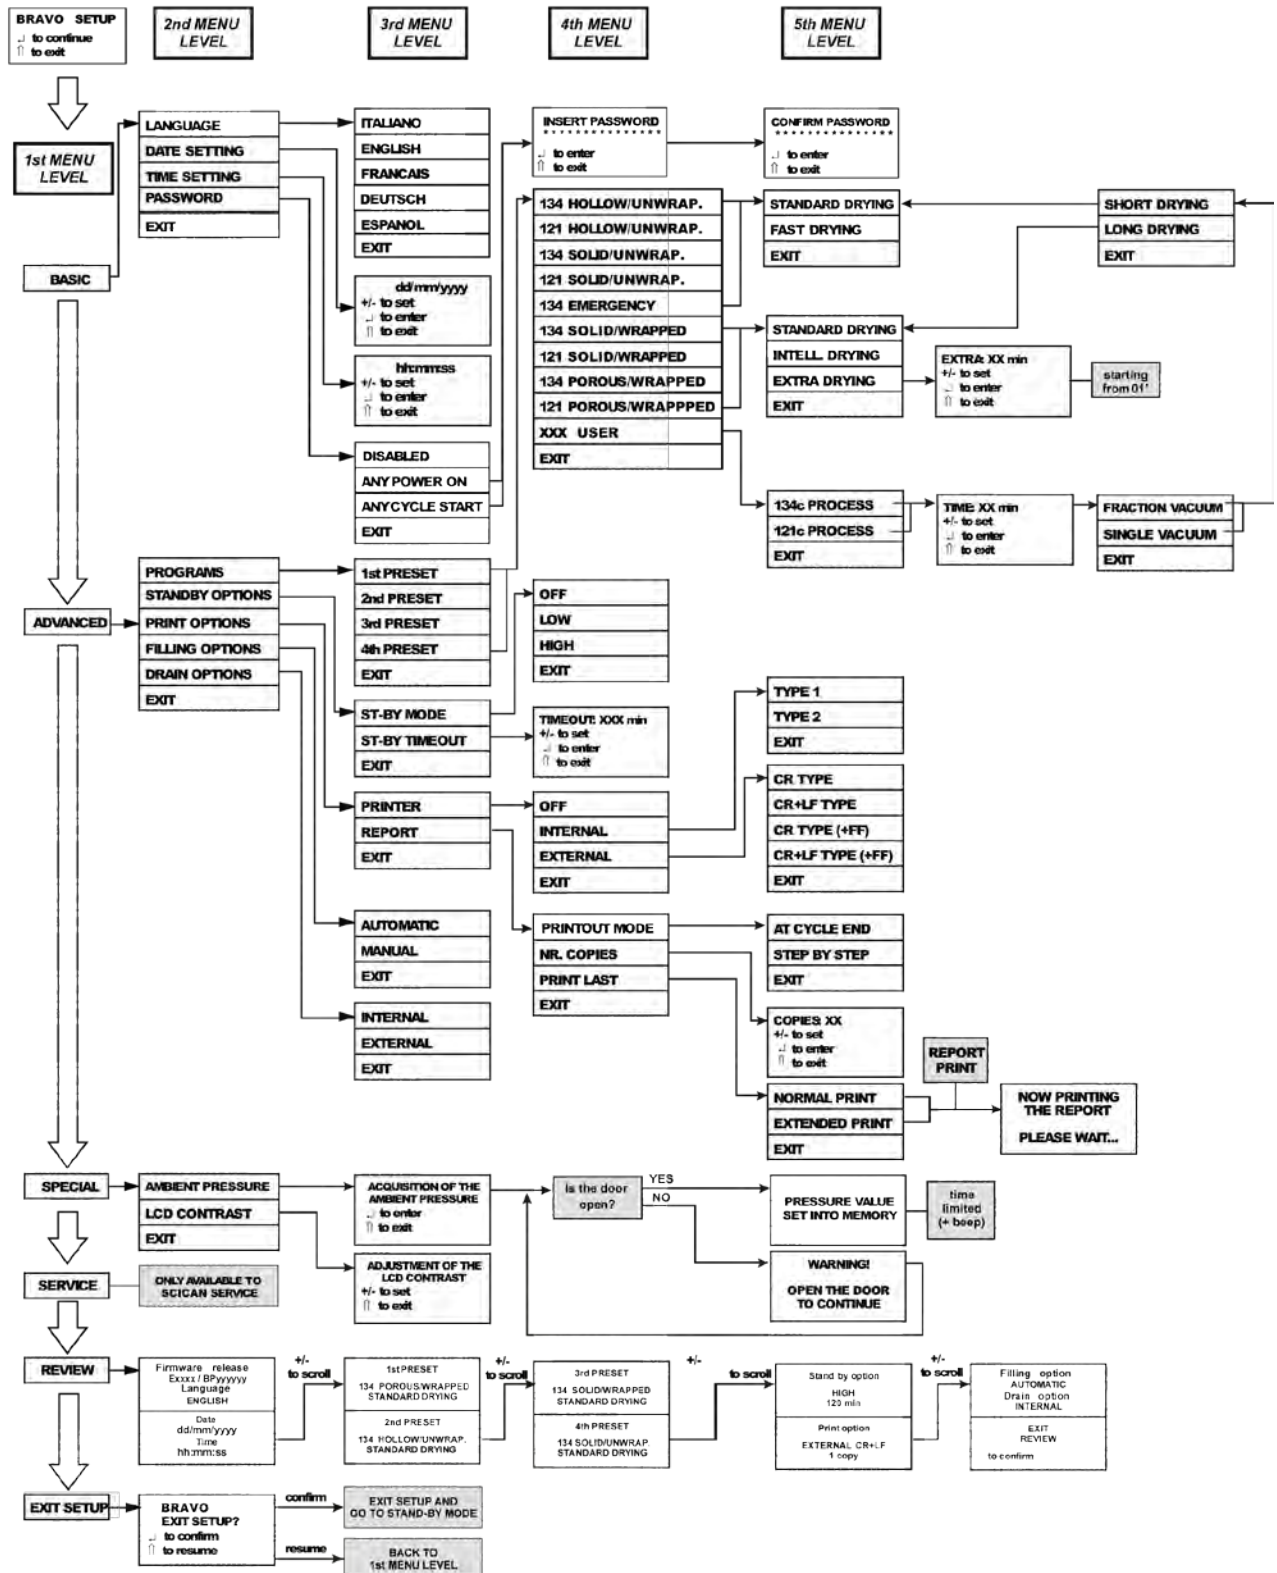 BRAVO SETUP
↵ to continue
⇑ to exit
2nd MENU
LEVEL
3rd MENU
LEVEL
4th MENU
LEVEL
5th MENU
LEVEL
1st MENU
LEVEL
BASIC
LANGUAGE
DATE SETTING
TIME SETTING
PASSWORD
EXIT
ITALIANO
ENGLISH
FRANCAIS
DEUTSCH
ESPANOL
EXIT
dd/mm/yyyy
+/- to set
↵ to enter
⇑ to exit
hh:mm:ss
+/- to set
↵ to enter
⇑ to exit
DISABLED
ANY POWER ON
ANY CYCLE START
EXIT
INSERT PASSWORD
* * * * * * * * * * * * * * *
↵ to enter
⇑ to exit
CONFIRM PASSWORD
* * * * * * * * * * * * * * *
↵ to enter
⇑ to exit
134 HOLLOW/UNWRAP.
121 HOLLOW/UNWRAP.
134 SOLID/UNWRAP.
121 SOLID/UNWRAP.
134 EMERGENCY
134 SOLID/WRAPPED
121 SOLID/WRAPPED
134 POROUS/WRAPPED
121 POROUS/WRAPPPED
XXX USER
EXIT
STANDARD DRYING
FAST DRYING
EXIT
SHORT DRYING
LONG DRYING
EXIT
STANDARD DRYING
INTELL. DRYING
EXTRA DRYING
EXIT
EXTRA: XX min
+/- to set
↵ to enter
⇑ to exit
starting
from 01'
134c PROCESS
121c PROCESS
EXIT
TIME: XX min
+/- to set
↵ to enter
⇑ to exit
FRACTION VACUUM
SINGLE VACUUM
EXIT
ADVANCED
PROGRAMS
STANDBY OPTIONS
PRINT OPTIONS
FILLING OPTIONS
DRAIN OPTIONS
EXIT
1st PRESET
2nd PRESET
3rd PRESET
4th PRESET
EXIT
OFF
LOW
HIGH
EXIT
ST-BY MODE
ST-BY TIMEOUT
EXIT
TIMEOUT: XXX min
+/- to set
↵ to enter
⇑ to exit
TYPE 1
TYPE 2
EXIT
PRINTER
REPORT
EXIT
OFF
INTERNAL
EXTERNAL
EXIT
CR TYPE
CR+LF TYPE
CR TYPE (+FF)
CR+LF TYPE (+FF)
EXIT
AUTOMATIC
MANUAL
EXIT
PRINTOUT MODE
NR. COPIES
PRINT LAST
EXIT
AT CYCLE END
STEP BY STEP
EXIT
INTERNAL
EXTERNAL
EXIT
COPIES: XX
+/- to set
↵ to enter
⇑ to exit
REPORT
PRINT
NORMAL PRINT
EXTENDED PRINT
EXIT
NOW PRINTING
THE REPORT
PLEASE WAIT...
SPECIAL
AMBIENT PRESSURE
LCD CONTRAST
EXIT
ACQUISITION OF THE
AMBIENT PRESSURE
↵ to enter
⇑ to exit
Is the door
open?
YES
NO
PRESSURE VALUE
SET INTO MEMORY
time
limited
(+ beep)
ADJUSTMENT OF THE
LCD CONTRAST
+/- to set
⇑ to exit
WARNING!
OPEN THE DOOR
TO CONTINUE
SERVICE
ONLY AVAILABLE TO
SCICAN SERVICE
REVIEW
Firmware release
Exxxx / BPyyyyyy
Language
ENGLISH
Date
dd/mm/yyyy
Time
hh:mm:ss
+/-
to scroll
1st PRESET
134 POROUS/WRAPPED
STANDARD DRYING
2nd PRESET
134 HOLLOW/UNWRAP.
STANDARD DRYING
+/-
to scroll
3rd PRESET
134 SOLID/WRAPPED
STANDARD DRYING
4th PRESET
134 SOLID/UNWRAP.
STANDARD DRYING
+/-
to scroll
Stand by option
HIGH
120 min
Print option
EXTERNAL CR+LF
1 copy
+/-
to scroll
Filling option
AUTOMATIC
Drain option
INTERNAL
EXIT
REVIEW
to confirm
EXIT SETUP
BRAVO
EXIT SETUP?
↵ to confirm
⇑ to resume
confirm
EXIT SETUP AND
GO TO STAND-BY MODE
resume
BACK TO
1st MENU LEVEL